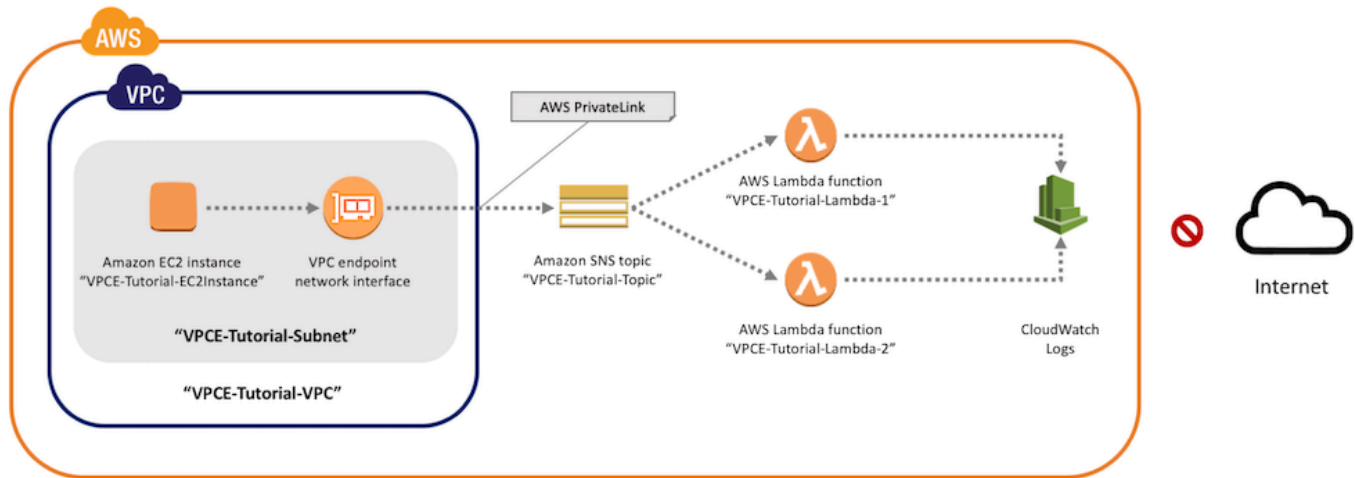 AWS
VPC
AWS PrivateLink
Amazon EC2 instance
“VPCE-Tutorial-EC2Instance”
VPC endpoint
network interface
“VPCE-Tutorial-Subnet”
“VPCE-Tutorial-VPC”
Amazon SNS topic
“VPCE-Tutorial-Topic”
AWS Lambda function
“VPCE-Tutorial-Lambda-1”
AWS Lambda function
“VPCE-Tutorial-Lambda-2”
CloudWatch
Logs
Internet